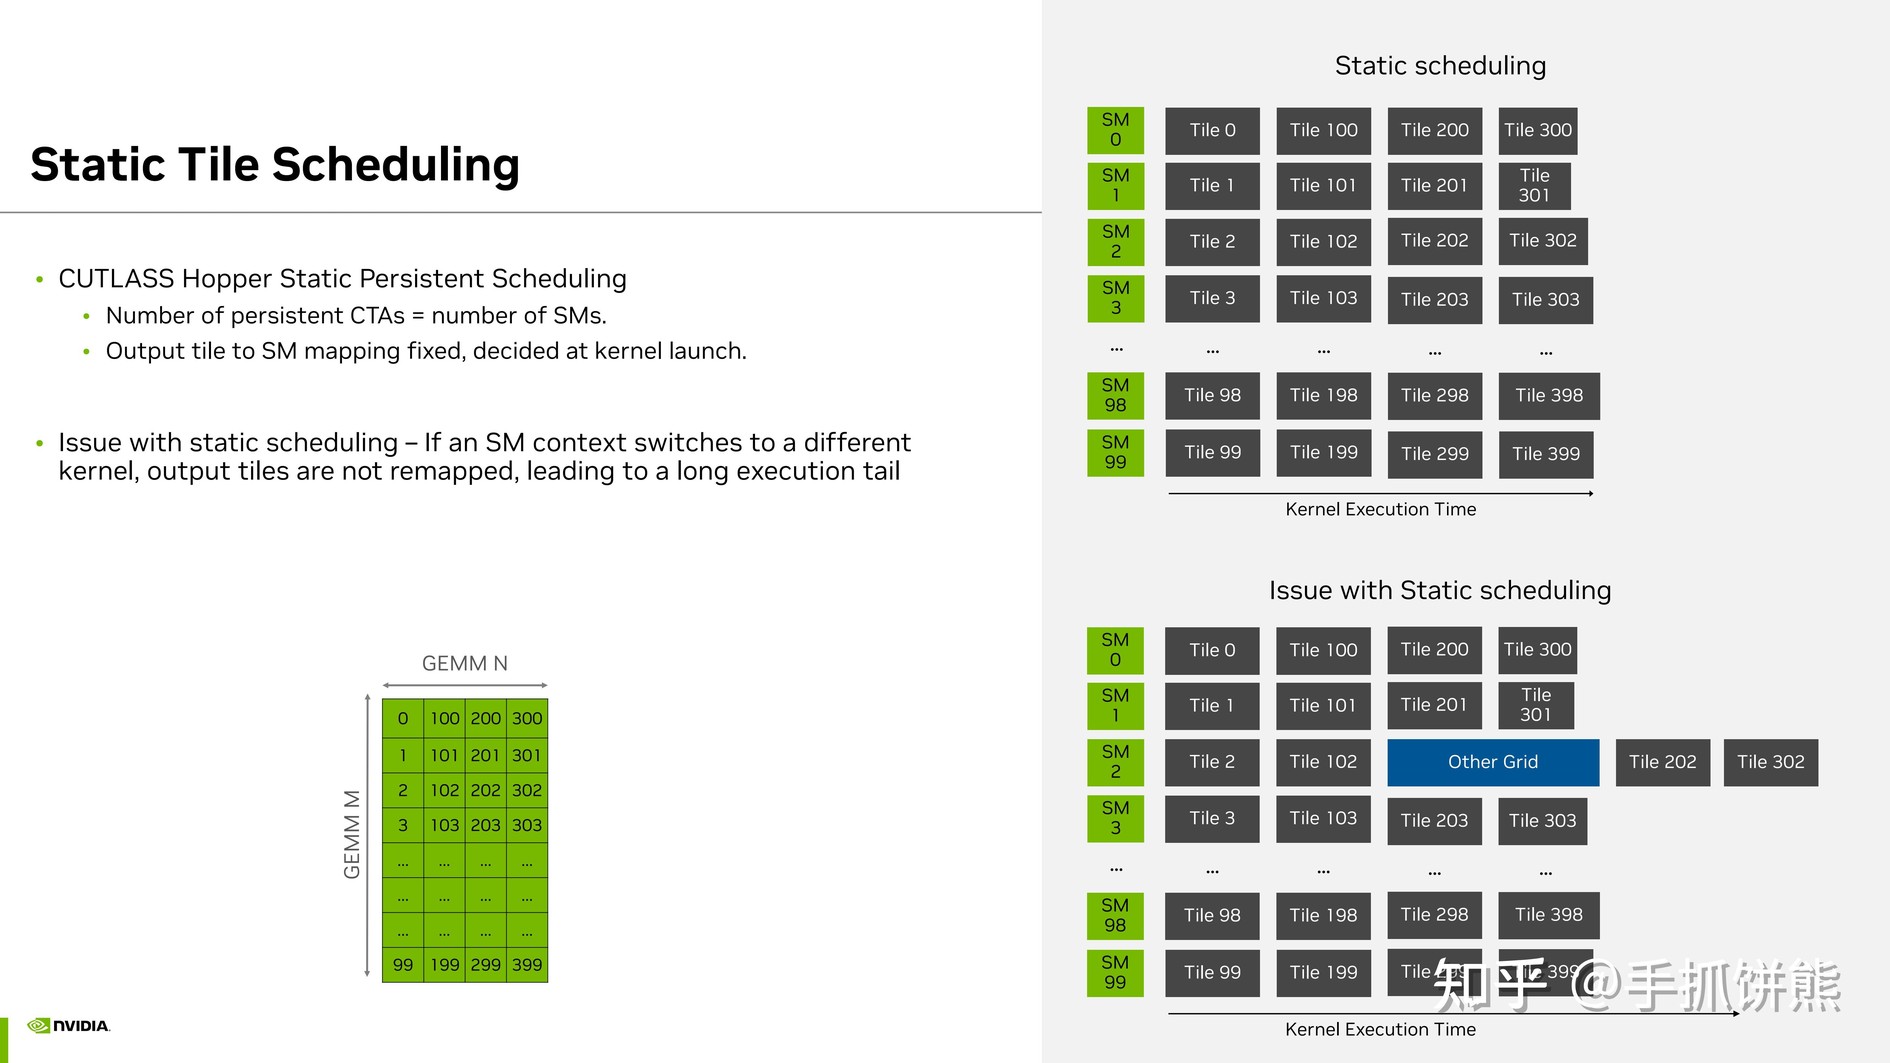 Static Tile Scheduling
• CUTLASS Hopper Static Persistent Scheduling
• Number of persistent CTAs = number of SMs.
• Output tile to SM mapping fixed, decided at kernel launch.
• Issue with static scheduling – If an SM context switches to a different
kernel, output tiles are not remapped, leading to a long execution tail
GEMM N
GEMM M
0 100 200 300
1 101 201 301
2 102 202 302
3 103 203 303
... ... ... ...
... ... ... ...
... ... ... ...
99 199 299 399
NVIDIA.
Static scheduling
SM
0
Tile 0 Tile 100 Tile 200 Tile 300
SM
1
Tile 1 Tile 101 Tile 201 Tile
301
SM
2
Tile 2 Tile 102 Tile 202 Tile 302
SM
3
Tile 3 Tile 103 Tile 203 Tile 303
... ... ... ... ...
SM
98
Tile 98 Tile 198 Tile 298 Tile 398
SM
99
Tile 99 Tile 199 Tile 299 Tile 399
Kernel Execution Time
Issue with Static scheduling
SM
0
Tile 0 Tile 100 Tile 200 Tile 300
SM
1
Tile 1 Tile 101 Tile 201 Tile
301
SM
2
Tile 2 Tile 102 Other Grid Tile 202 Tile 302
SM
3
Tile 3 Tile 103 Tile 203 Tile 303
... ... ... ... ...
SM
98
Tile 98 Tile 198 Tile 298 Tile 398
SM
99
Tile 99 Tile 199 Tile 299 Tile 399
知乎 @手抓饼熊
Kernel Execution Time